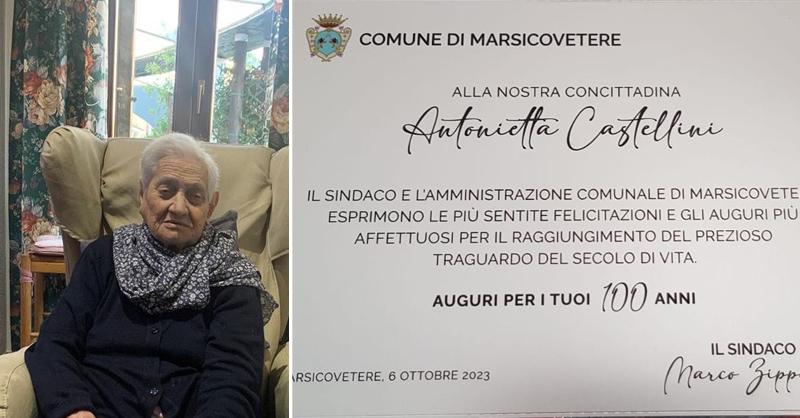 COMUNE DI MARSICOVETERE
ALLA NOSTRA CONCITTADINA
Antonietta Castellini
IL SINDACO E L'AMMINISTRAZIONE COMUNALE DI MARSICOVETE
ESPRIMONO LE PIÙ SENTITE FELICITAZIONI E GLI AUGURI PIÙ
AFFETTUOSI PER IL RAGGIUNGIMENTO DEL PREZIOSO
TRAGUARDO DEL SECOLO DI VITA.
AUGURI PER I TUOI 100 ANNI
IL SINDACO
ARSICOVETERE, 6 OTTOBRE 2023
Marco Zipp